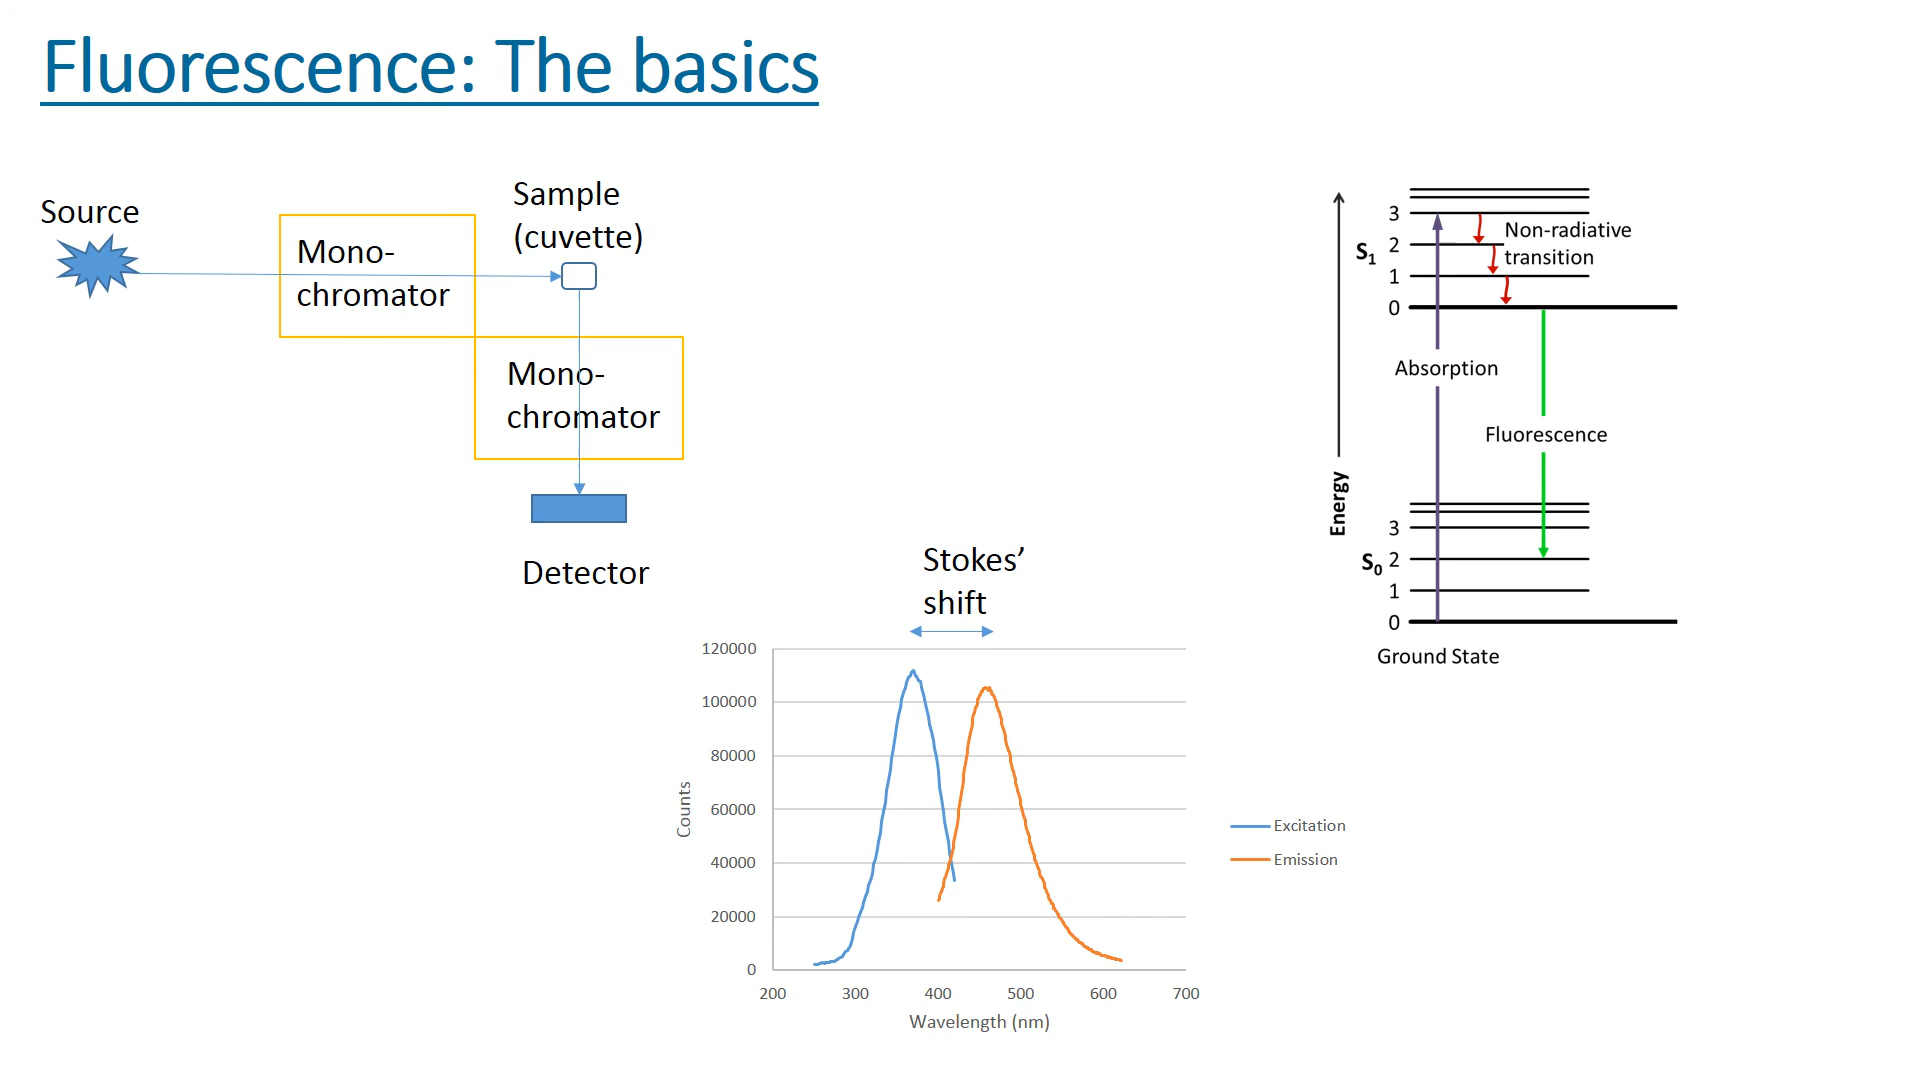 Fluorescence: The basics
Source
Mono-
chromator
Sample
(cuvette)
Mono-
chromator
Detector
Stokes’
shift
120000
100000
80000
60000
40000
20000
0
Counts
200 300 400 500 600 700
Wavelength (nm)
Excitation
Emission
Energy
S1
3
2
1
0
Non-radiative
transition
Absorption
Fluorescence
S0
3
2
1
0
Ground State